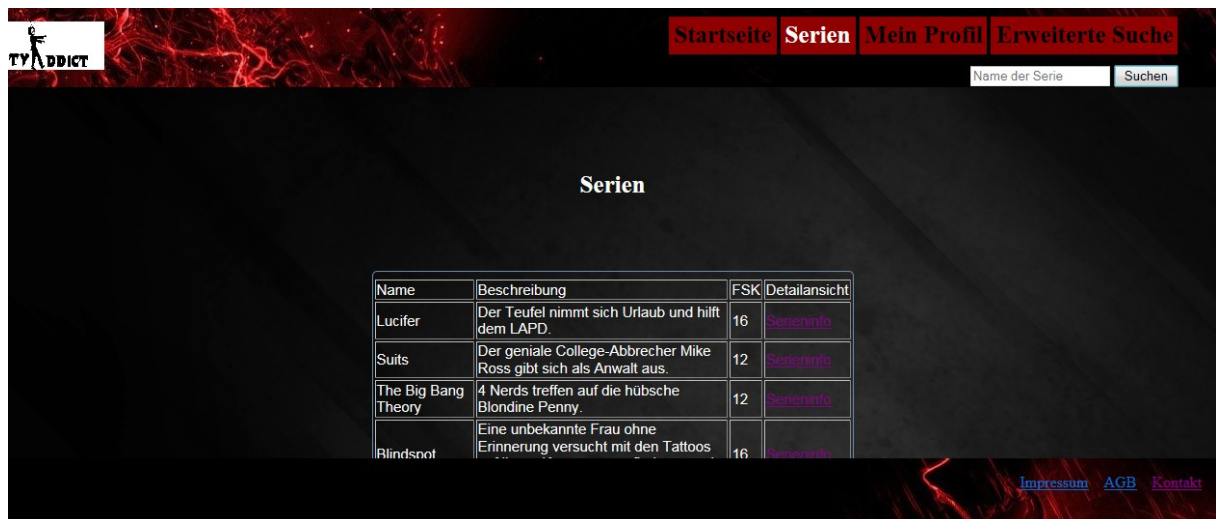 TV ADDICT
Startseite Serien Mein Profil Erweiterte Suche
Name der Serie Suchen
Serien
Name Beschreibung FSK Detailansicht
Lucifer Der Teufel nimmt sich Urlaub und hilft dem LAPD. 16 Serieninfo
Suits Der geniale College-Abbrecher Mike Ross gibt sich als Anwalt aus. 12 Serieninfo
The Big Bang Theory 4 Nerds treffen auf die hübsche Blondine Penny. 12 Serieninfo
Blindspot Eine unbekannte Frau ohne Erinnerung versucht mit den Tattoos 16 Serieninfo
Impressum AGB Kontakt